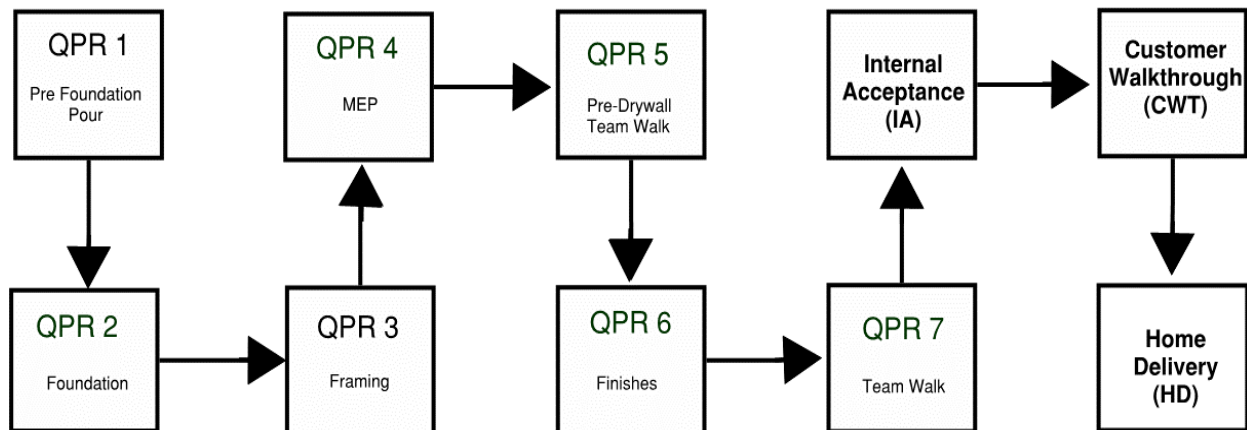 QPR 1
Pre Foundation
Pour
QPR 2
Foundation
QPR 3
Framing
QPR 4
MEP
QPR 5
Pre-Drywall
Team Walk
QPR 6
Finishes
QPR 7
Team Walk
Internal
Acceptance
(IA)
Customer
Walkthrough
(CWT)
Home
Delivery
(HD)